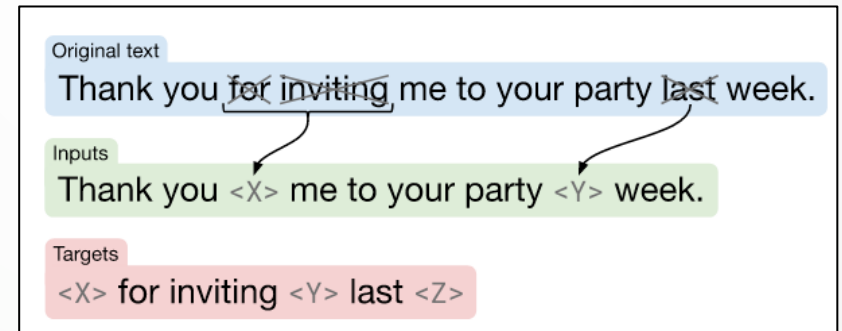 Original text
Thank you for inviting me to your party last week.
Inputs
Thank you <X> me to your party <Y> week.
Targets
<X> for inviting <Y> last <Z>